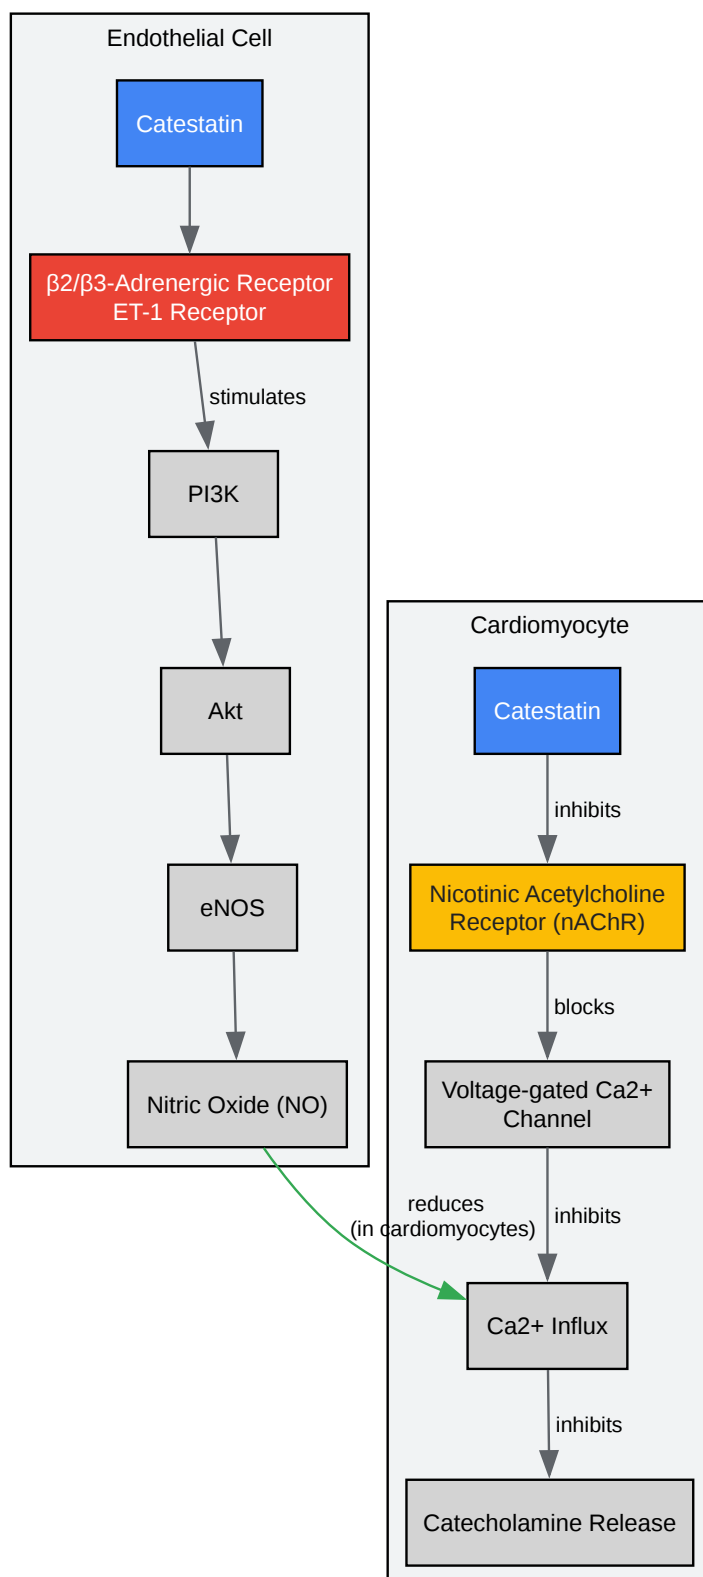 Endothelial Cell
Catestatin
β2/β3-Adrenergic Receptor
ET-1 Receptor
stimulates
PI3K
Akt
eNOS
Nitric Oxide (NO)
reduces
(in cardiomyocytes)
Cardiomyocyte
Catestatin
inhibits
Nicotinic Acetylcholine
Receptor (nAChR)
blocks
Voltage-gated Ca2+
Channel
inhibits
Ca2+ Influx
inhibits
Catecholamine Release